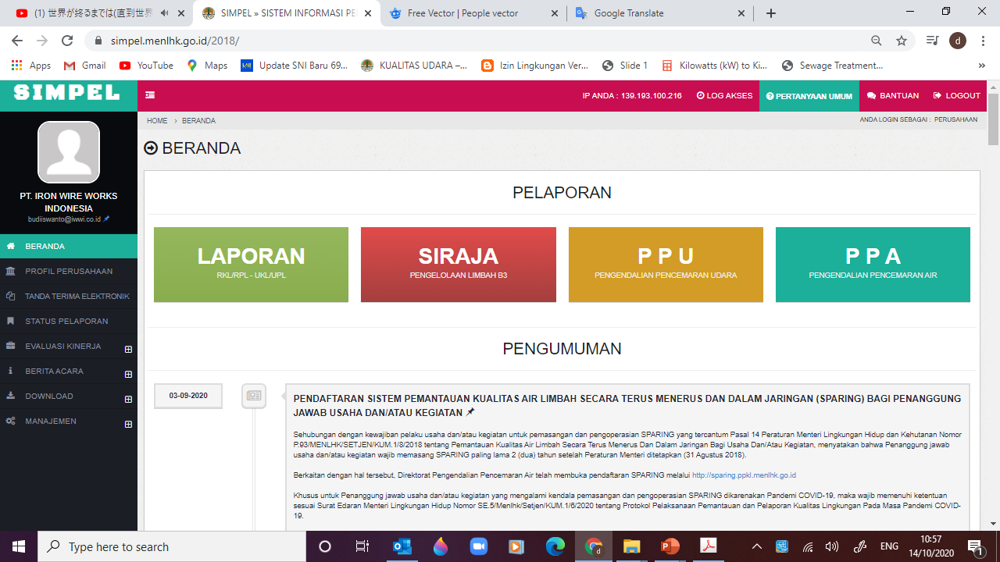 (1) 世界が終るまでは(直到世界
SIMPEL » SISTEM INFORMASI PE
Free Vector | People vector
Google Translate
simpel.menlhk.go.id/2018/
d
Apps
Gmail
YouTube
Maps
Update SNI Baru 69...
KUALITAS UDARA –...
Izin Lingkungan Ver...
Slide 1
Kilowatts (kW) to Ki...
Sewage Treatment...
»
SIMPEL
IP ANDA : 139.193.100.216
LOG AKSES
PERTANYAAN UMUM
BANTUAN
LOGOUT
HOME › BERANDA
ANDA LOGIN SEBAGAI : PERUSAHAAN
PT. IRON WIRE WORKS
INDONESIA
budiiswanto@iwwi.co.id
BERANDA
PROFIL PERUSAHAAN
TANDA TERIMA ELEKTRONIK
STATUS PELAPORAN
EVALUASI KINERJA
BERITA ACARA
DOWNLOAD
MANAJEMEN
BERANDA
PELAPORAN
LAPORAN
RKL/RPL - UKL/UPL
SIRAJA
PENGELOLAAN LIMBAH B3
P P U
PENGENDALIAN PENCEMARAN UDARA
P P A
PENGENDALIAN PENCEMARAN AIR
PENGUMUMAN
03-09-2020
PENDAFTARAN SISTEM PEMANTAUAN KUALITAS AIR LIMBAH SECARA TERUS MENERUS DAN DALAM JARINGAN (SPARING) BAGI PENANGGUNG
JAWAB USAHA DAN/ATAU KEGIATAN
Sehubungan dengan kewajiban pelaku usaha dan/atau kegiatan untuk pemasangan dan pengoperasian SPARING yang tercantum Pasal 14 Peraturan Menteri Lingkungan Hidup dan Kehutanan Nomor
P.93/MENLHK/SETJEN/KUM.1/8/2018 tentang Pemantauan Kualitas Air Limbah Secara Terus Menerus Dan Dalam Jaringan Bagi Usaha Dan/Atau Kegiatan, menyatakan bahwa Penanggung jawab
usaha dan/atau kegiatan wajib memasang SPARING paling lama 2 (dua) tahun setelah Peraturan Menteri ditetapkan (31 Agustus 2018).
Berkaitan dengan hal tersebut, Direktorat Pengendalian Pencemaran Air telah membuka pendaftaran SPARING melalui http://sparing.ppkl.menlhk.go.id
Khusus untuk Penanggung jawab usaha dan/atau kegiatan yang mengalami kendala pemasangan dan pengoperasian SPARING dikarenakan Pandemi COVID-19, maka wajib memenuhi ketentuan
sesuai Surat Edaran Menteri Lingkungan Hidup Nomor SE.5/Menlhk/Setjen/KUM.1/6/2020 tentang Protokol Pelaksanaan Pemantauan dan Pelaporan Kualitas Lingkungan Pada Masa Pandemi COVID-
19.
Type here to search
ENG
10:57
14/10/2020
1